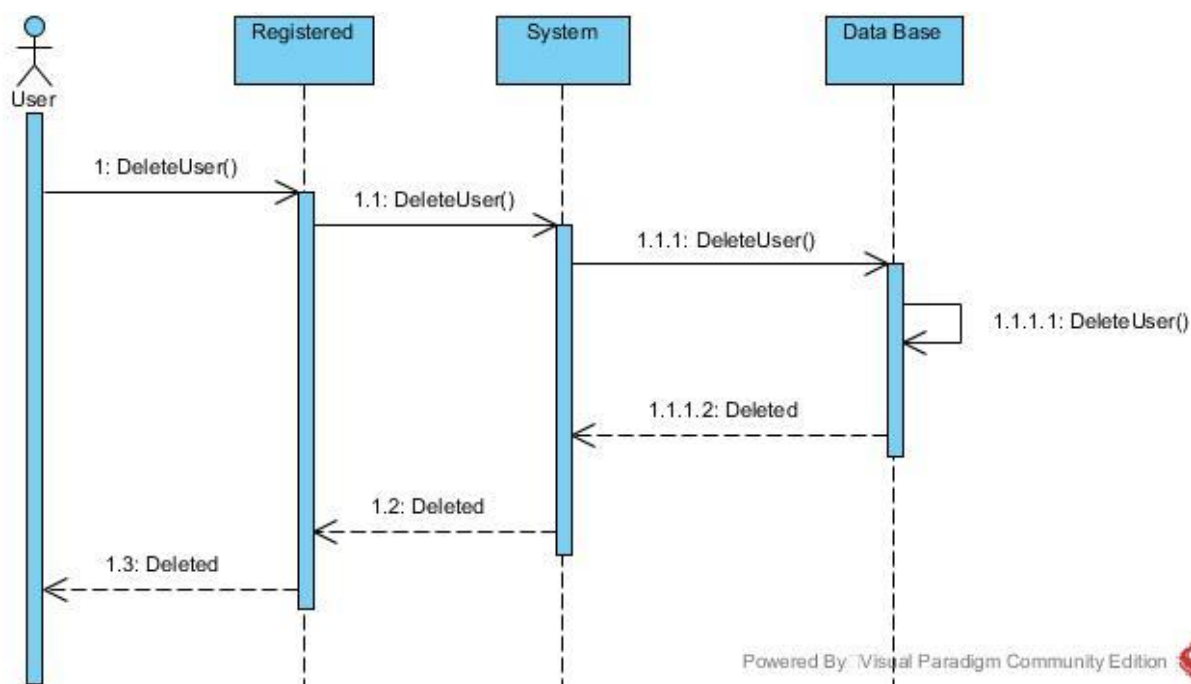 Registered
System
Data Base
User
1: DeleteUser()
1.1: DeleteUser()
1.1.1: DeleteUser()
1.1.1.1: DeleteUser()
1.1.1.2: Deleted
1.2: Deleted
1.3: Deleted
Powered By Visual Paradigm Community Edition